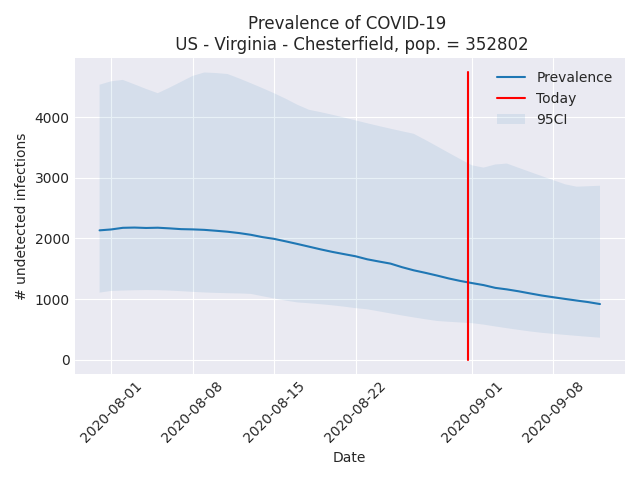 Prevalence of COVID-19
US - Virginia - Chesterfield, pop. = 352802
Prevalence
Today
95CI
# undetected infections
4000
3000
2000
1000
0
2020-08-01
2020-08-08
2020-08-15
2020-08-22
2020-09-01
2020-09-08
Date